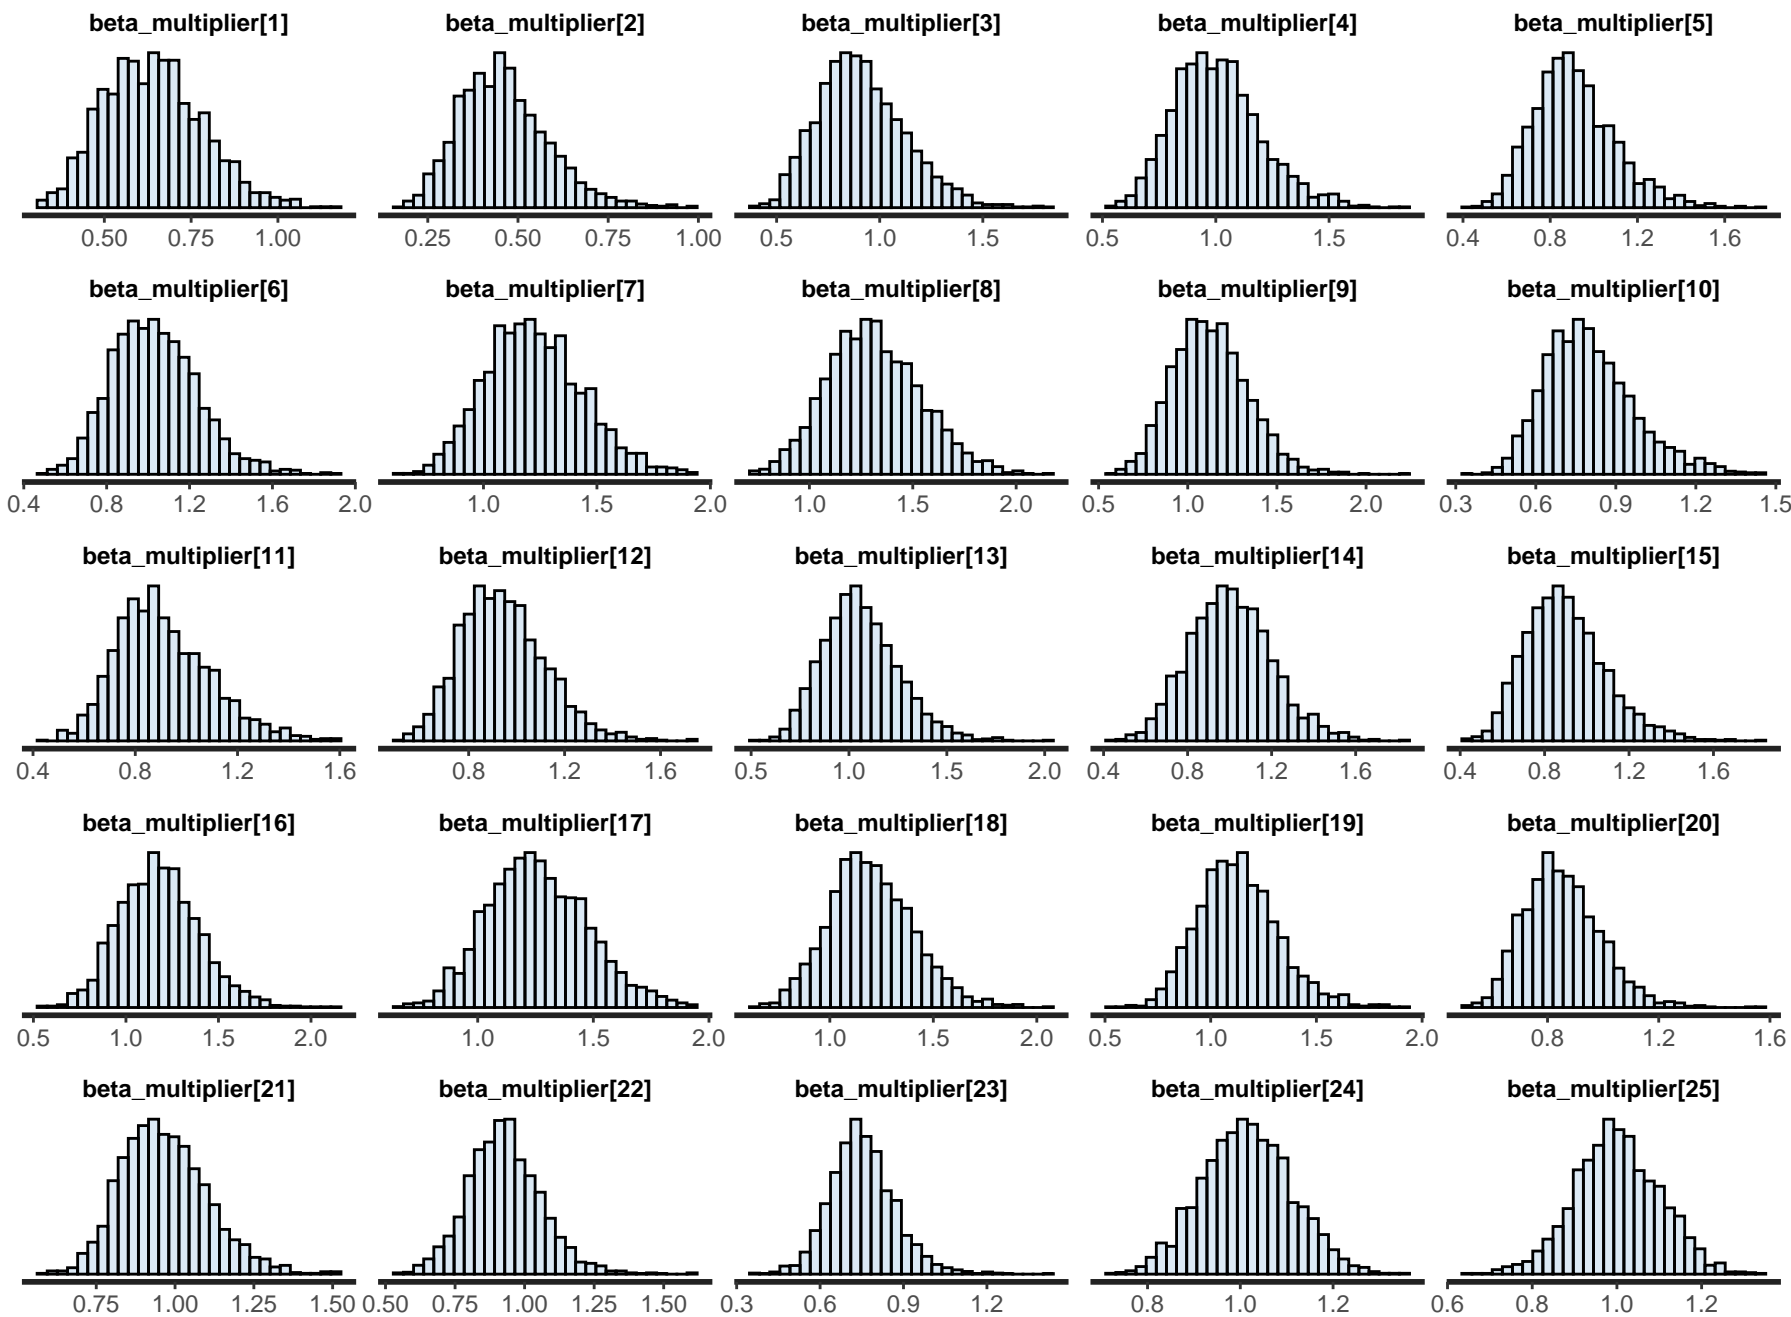 beta_multiplier[1] beta_multiplier[2] beta_multiplier[3] beta_multiplier[4] beta_multiplier[5]
0.50 0.75 1.00 0.25 0.50 0.75 1.00 0.5 1.0 1.5 0.5 1.0 1.5 0.4 0.8 1.2 1.6
beta_multiplier[6] beta_multiplier[7] beta_multiplier[8] beta_multiplier[9] beta_multiplier[10]
0.4 0.8 1.2 1.6 2.0 1.0 1.5 2.0 1.0 1.5 2.0 0.5 1.0 1.5 2.0 0.3 0.6 0.9 1.2 1.5
beta_multiplier[11] beta_multiplier[12] beta_multiplier[13] beta_multiplier[14] beta_multiplier[15]
0.4 0.8 1.2 1.6 0.8 1.2 1.6 0.5 1.0 1.5 2.0 0.4 0.8 1.2 1.6 0.4 0.8 1.2 1.6
beta_multiplier[16] beta_multiplier[17] beta_multiplier[18] beta_multiplier[19] beta_multiplier[20]
0.5 1.0 1.5 2.0 1.0 1.5 2.0 1.0 1.5 2.0 0.5 1.0 1.5 2.0 0.8 1.2 1.6
beta_multiplier[21] beta_multiplier[22] beta_multiplier[23] beta_multiplier[24] beta_multiplier[25]
0.75 1.00 1.25 1.50 0.50 0.75 1.00 1.25 1.50 0.3 0.6 0.9 1.2 0.8 1.0 1.2 0.6 0.8 1.0 1.2